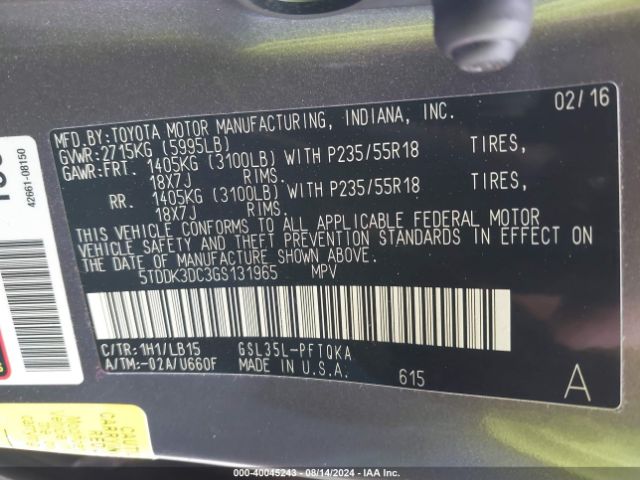 MFD.BY:TOYOTA MOTOR MANUFACTURING, INDIANA, INC. 02/16
GVWR:2715KG (5995LB)
GAWR:FRT. 1405KG (3100LB) WITH P235/55R18 TIRES,
18X7J RIMS.
RR. 1405KG (3100LB) WITH P235/55R18 TIRES,
18X7J RIMS.
THIS VEHICLE CONFORMS TO ALL APPLICABLE FEDERAL MOTOR
VEHICLE SAFETY AND THEFT PREVENTION STANDARDS IN EFFECT ON
THE DATE OF MANUFACTURE SHOWN ABOVE.
5TDDK3DC3GS131965 MPV
C/TR:1H1/LB15 GSL35L-PFTQKA
A/TM:-02A/U660F MADE IN U.S.A. 615 A
42661-08150
0000 - 40045243 - 08/14/2024 - IAAI.com